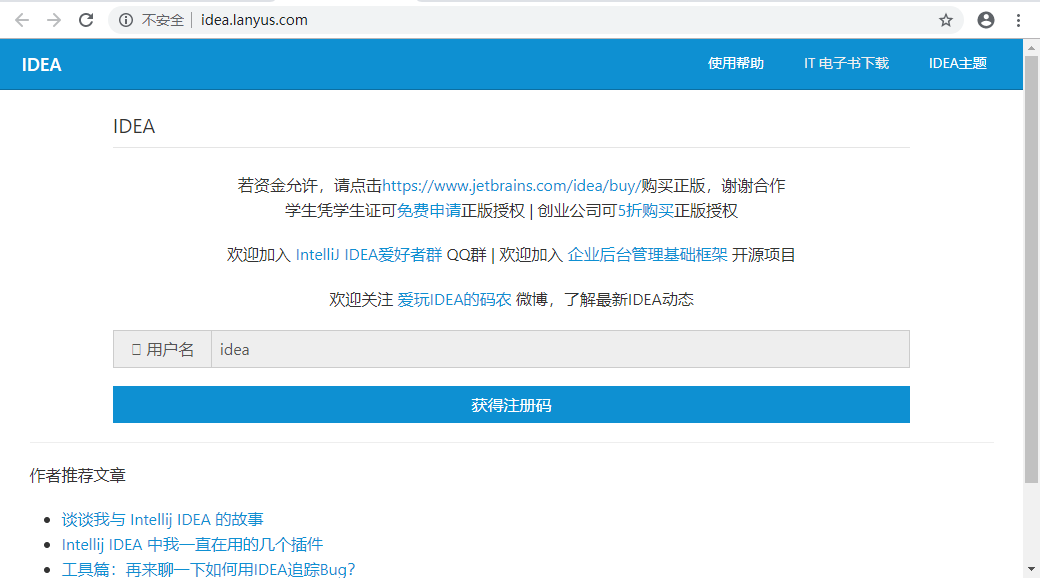 不安全 idea.lanyus.com
IDEA 使用帮助 IT 电子书下载 IDEA主题
IDEA
若资金允许，请点击https://www.jetbrains.com/idea/buy/购买正版，谢谢合作
学生凭学生证可免费申请正版授权 | 创业公司可5折购买正版授权
欢迎加入 IntelliJ IDEA爱好者群 QQ群 | 欢迎加入 企业后台管理基础框架 开源项目
欢迎关注 爱玩IDEA的码农 微博，了解最新IDEA动态
用户名 idea
获得注册码
作者推荐文章
谈谈我与 Intellij IDEA 的故事
Intellij IDEA 中我一直在用的几个插件
工具篇：再来聊一下如何用IDEA追踪Bug?